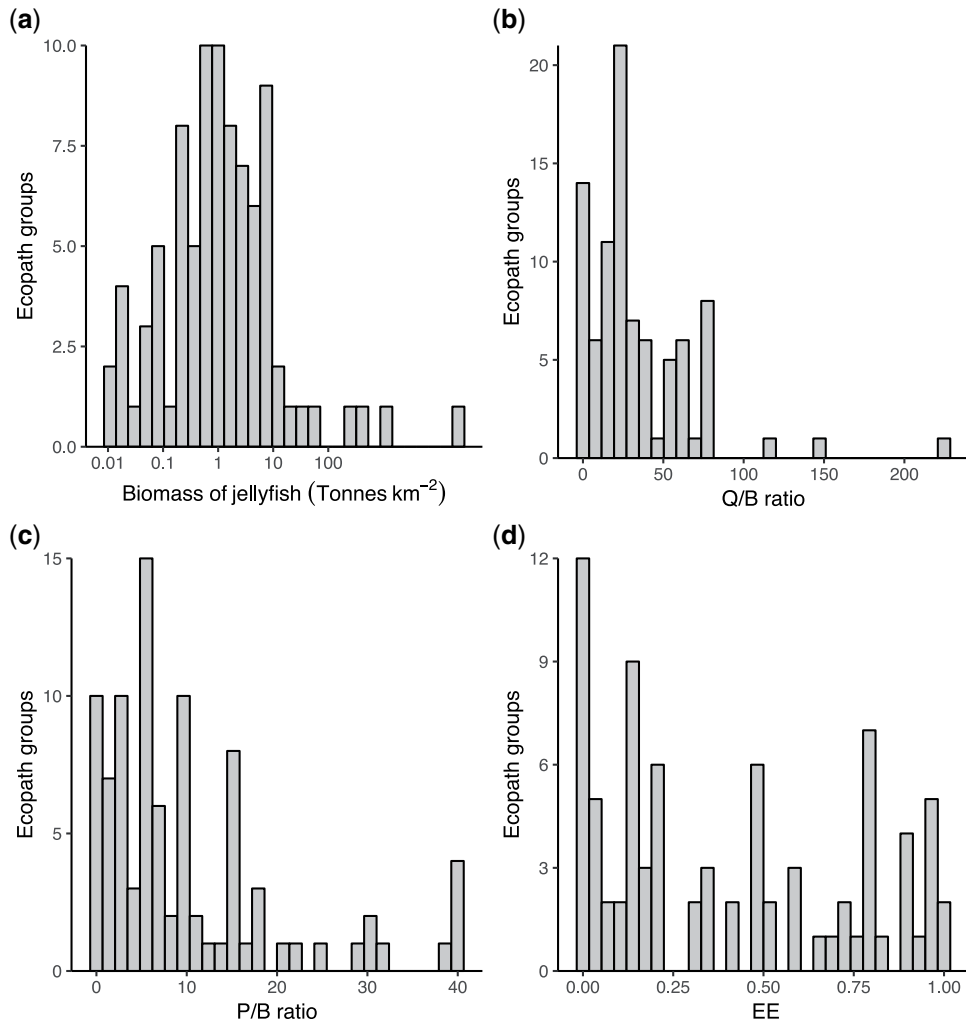 (a)
10.0
7.5
5.0
2.5
0.0
Ecopath groups
0.01 0.1 1 10 100
Biomass of jellyfish (Tonnes km⁻²)
(b)
20
15
10
5
0
Ecopath groups
0 50 100 150 200
Q/B ratio
(c)
15
10
5
0
Ecopath groups
0 10 20 30 40
P/B ratio
(d)
12
9
6
3
0
Ecopath groups
0.00 0.25 0.50 0.75 1.00
EE